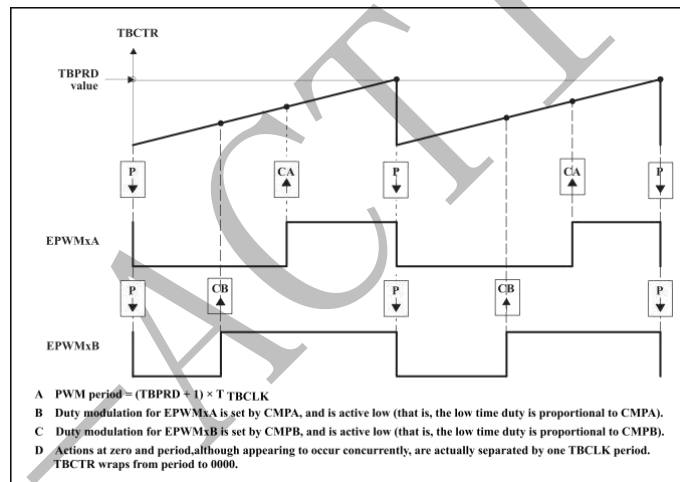 TBCTR
TBPRD
value
P
CA
P
CA
P
EPWMxA
P
CB
P
CB
P
EPWMxB
A PWM period = (TBPRD + 1) × T TBCLK
B Duty modulation for EPWMxA is set by CMPA, and is active low (that is, the low time duty is proportional to CMPA).
C Duty modulation for EPWMxB is set by CMPB, and is active low (that is, the low time duty is proportional to CMPB).
D Actions at zero and period,although appearing to occur concurrently, are actually separated by one TBCLK period.
TBCTR wraps from period to 0000.